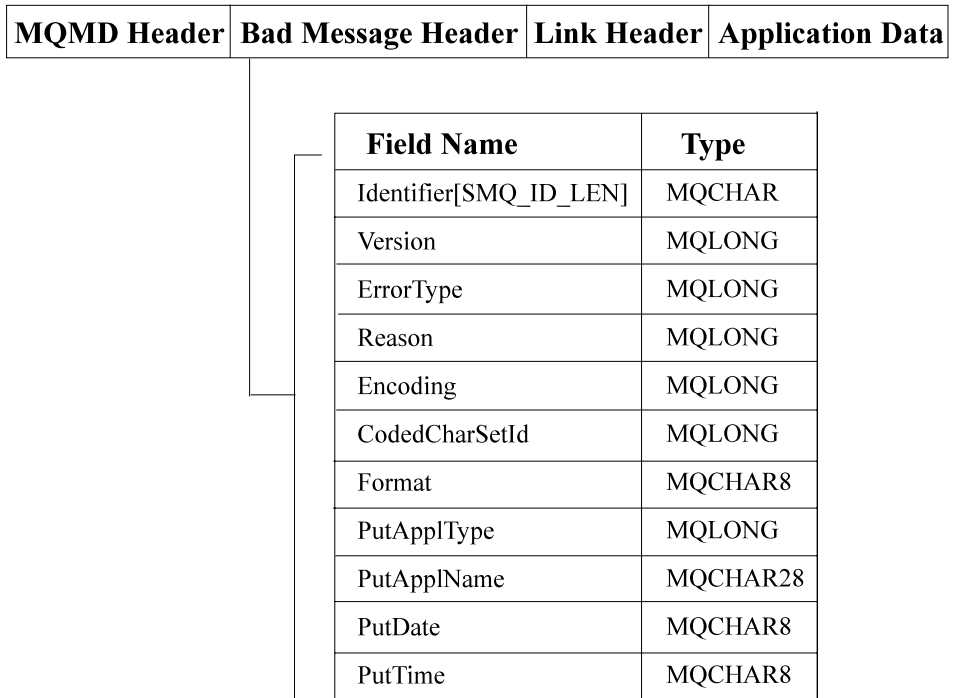 MQMD Header Bad Message Header Link Header Application Data
Field Name Type
Identifier[SMQ_ID_LEN] MQCHAR
Version MQLONG
ErrorType MQLONG
Reason MQLONG
Encoding MQLONG
CodedCharSetId MQLONG
Format MQCHAR8
PutApplType MQLONG
PutApplName MQCHAR28
PutDate MQCHAR8
PutTime MQCHAR8